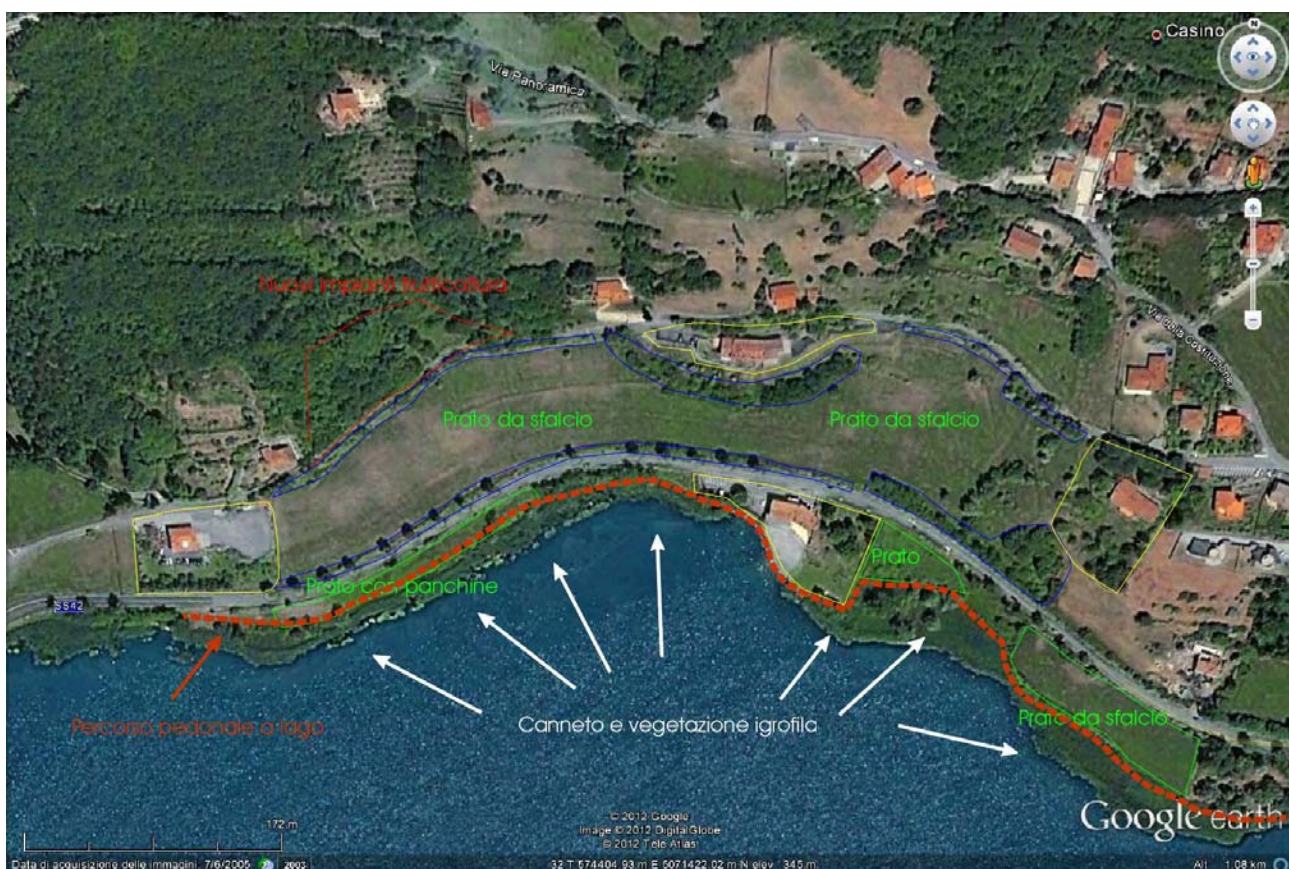 N
Casino
Via Panoramica
Nuovi impianti frutticoltura
Via della Costituzione
Prato da sfalcio
Prato da sfalcio
Prato
Prato con panchine
SS42
Percorso pedonale a lago
Canneto e vegetazione igrofila
Prato da sfalcio
Google earth
172 m
© 2012 Google
Image © 2012 DigitalGlobe
© 2012 Tele Atlas
Data di acquisizione delle immagini: 7/6/2005
2003
32 T 574404.93 m E 5071422.02 m N elev 345 m
Alt 1.08 km